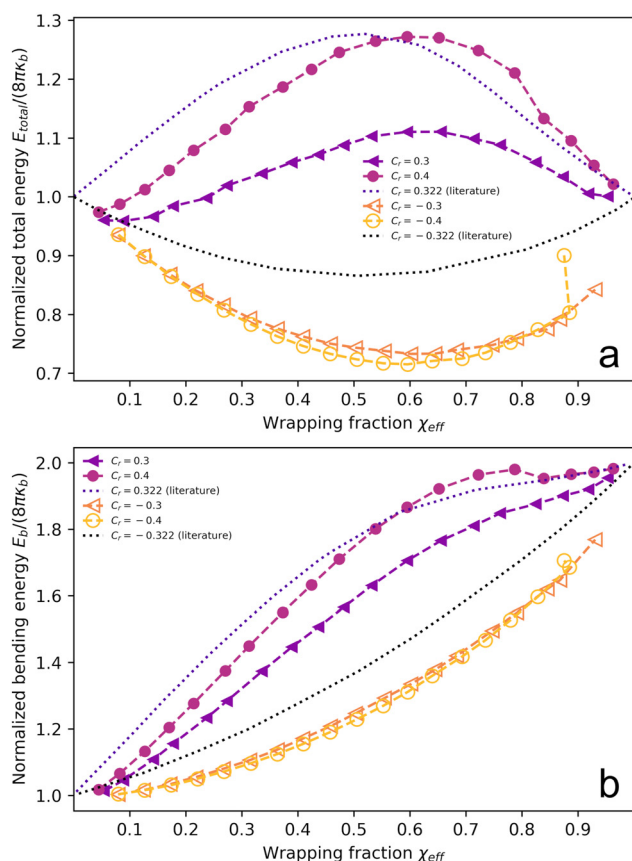 1.3
1.2
1.1
1.0
0.9
0.8
0.7
Normalized total energy E_total/(8πκ_b)
C_r = 0.3
C_r = 0.4
C_r = 0.322 (literature)
C_r = −0.3
C_r = −0.4
C_r = −0.322 (literature)
a
0.1 0.2 0.3 0.4 0.5 0.6 0.7 0.8 0.9
Wrapping fraction χ_eff
2.0
1.8
1.6
1.4
1.2
1.0
Normalized bending energy E_b/(8πκ_b)
C_r = 0.3
C_r = 0.4
C_r = 0.322 (literature)
C_r = −0.3
C_r = −0.4
C_r = −0.322 (literature)
b
0.1 0.2 0.3 0.4 0.5 0.6 0.7 0.8 0.9
Wrapping fraction χ_eff